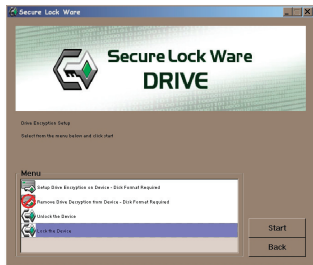 Secure Lock Ware
Secure Lock Ware
DRIVE
Drive Encryption Setup
Select from the menu below and click start
Menu
Setup Drive Encryption on Device - Disk Format Required
Remove Drive Decryption from Device - Disk Format Required
Unlock the Device
Lock the Device
Start
Back